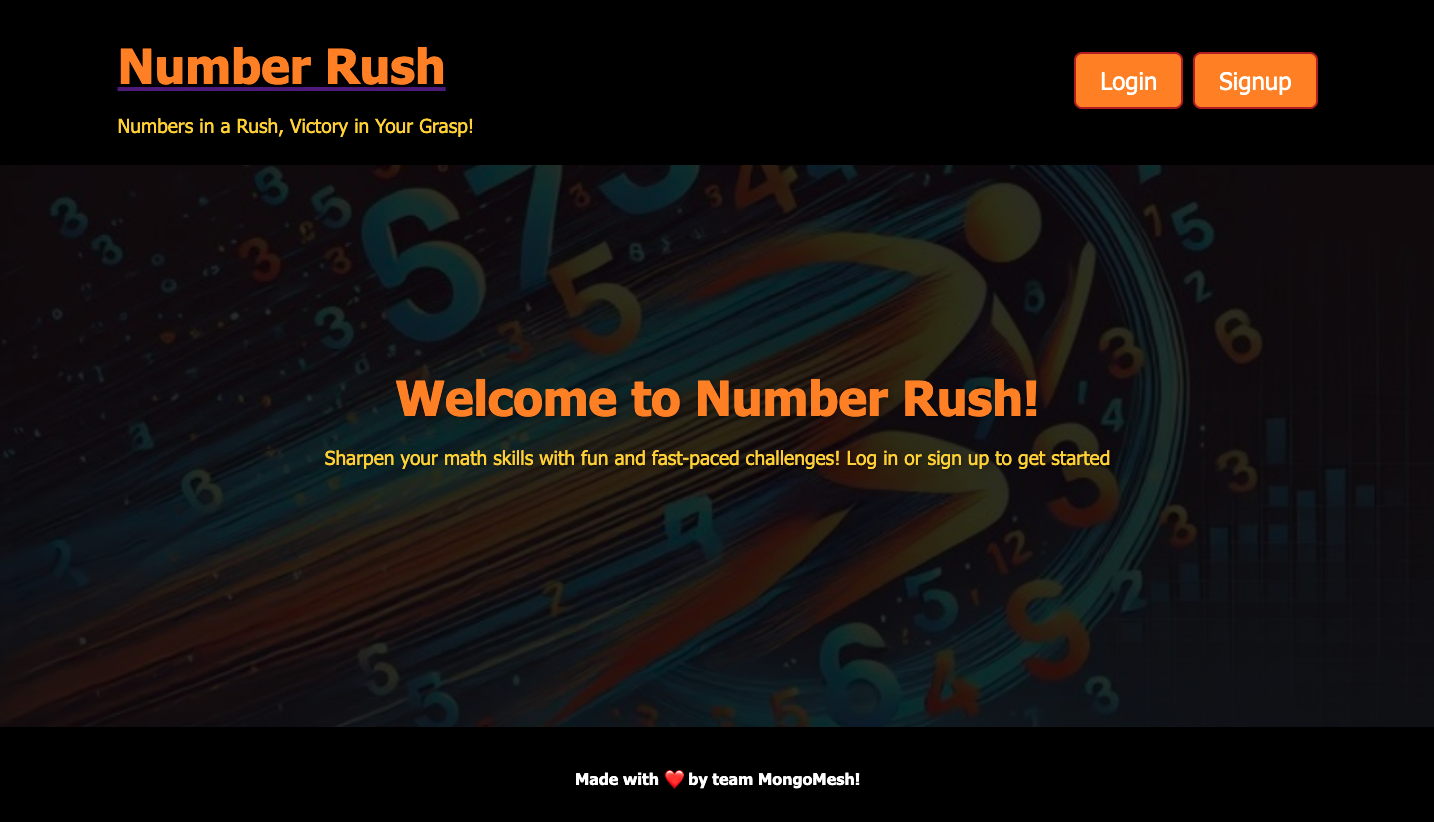 Number Rush
Login
Signup
Numbers in a Rush, Victory in Your Grasp!
Welcome to Number Rush!
Sharpen your math skills with fun and fast-paced challenges! Log in or sign up to get started
Made with ❤️ by team MongoMesh!